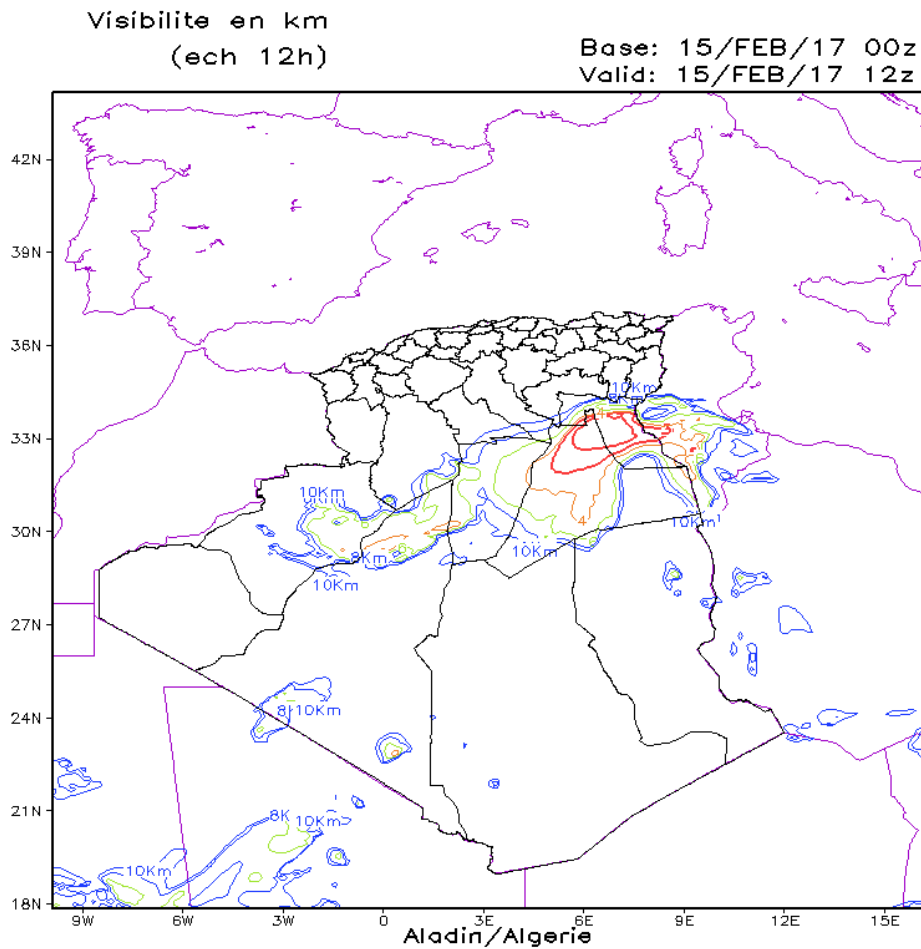 Visibilite en km
(ech 12h)
Base: 15/FEB/17 00z
Valid: 15/FEB/17 12z
42N
39N
36N
10Km
8Km
33N
10Km
10Km
30N
10Km
4
8Km
10Km
27N
24N
10Km
21N
8K
10Km
10Km
18N
9W
6W
3W
0
3E
6E
9E
12E
15E
Aladin/Algerie